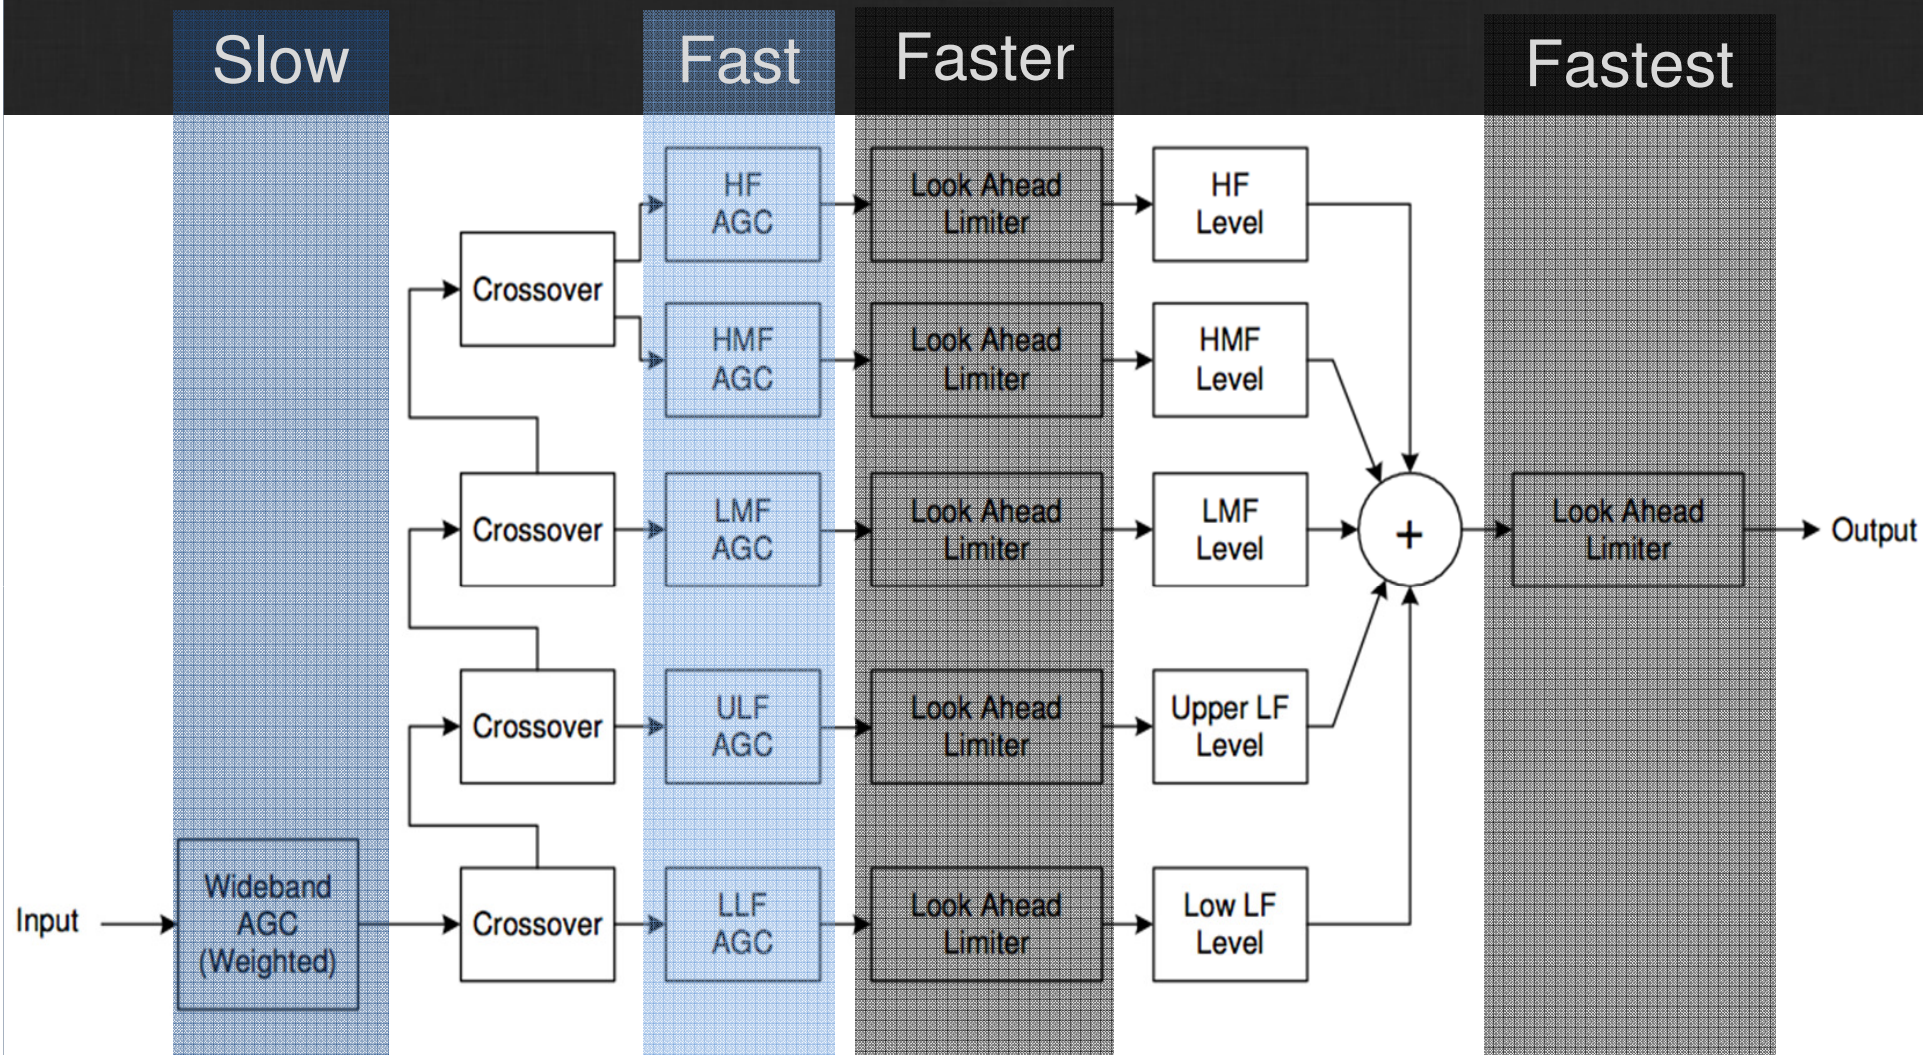 Slow
Fast
Faster
Fastest
HF
AGC
Look Ahead
Limiter
HF
Level
Crossover
HMF
AGC
Look Ahead
Limiter
HMF
Level
Crossover
LMF
AGC
Look Ahead
Limiter
LMF
Level
+
Look Ahead
Limiter
Output
Crossover
ULF
AGC
Look Ahead
Limiter
Upper LF
Level
Input
Wideband
AGC
(Weighted)
Crossover
LLF
AGC
Look Ahead
Limiter
Low LF
Level